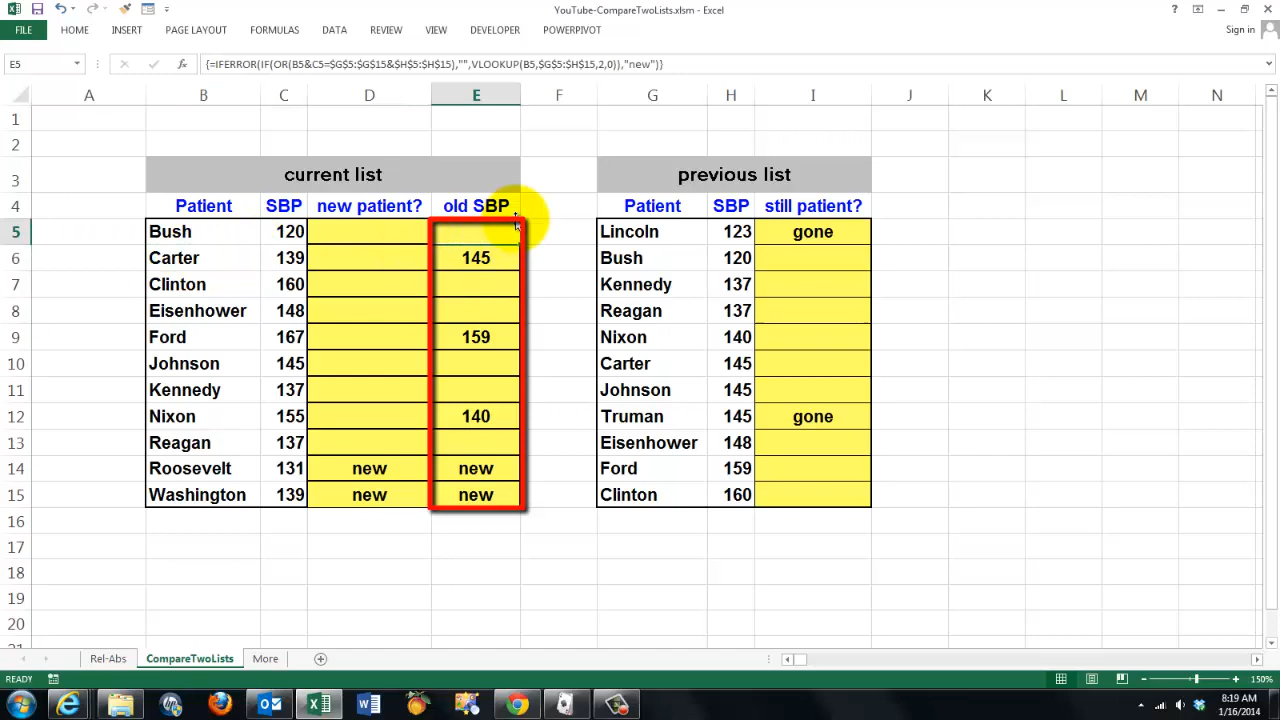 YouTube-CompareTwoLists.xlsm - Excel
FILE HOME INSERT PAGE LAYOUT FORMULAS DATA REVIEW VIEW DEVELOPER POWERPIVOT Sign in
E5 fx {=IFERROR(IF(OR(B5&C5=$G$5:$G$15&$H$5:$H$15),"",VLOOKUP(B5,$G$5:$H$15,2,0)),"new")}
A B C D E F G H I J K L M N
1
2
3 current list previous list
4 Patient SBP new patient? old SBP Patient SBP still patient?
5 Bush 120 Lincoln 123 gone
6 Carter 139 145 Bush 120
7 Clinton 160 Kennedy 137
8 Eisenhower 148 Reagan 137
9 Ford 167 159 Nixon 140
10 Johnson 145 Carter 145
11 Kennedy 137 Johnson 145
12 Nixon 155 140 Truman 145 gone
13 Reagan 137 Eisenhower 148
14 Roosevelt 131 new new Ford 159
15 Washington 139 new new Clinton 160
16
17
18
19
20
Rel-Abs CompareTwoLists More
READY 150%
8:19 AM
1/16/2014